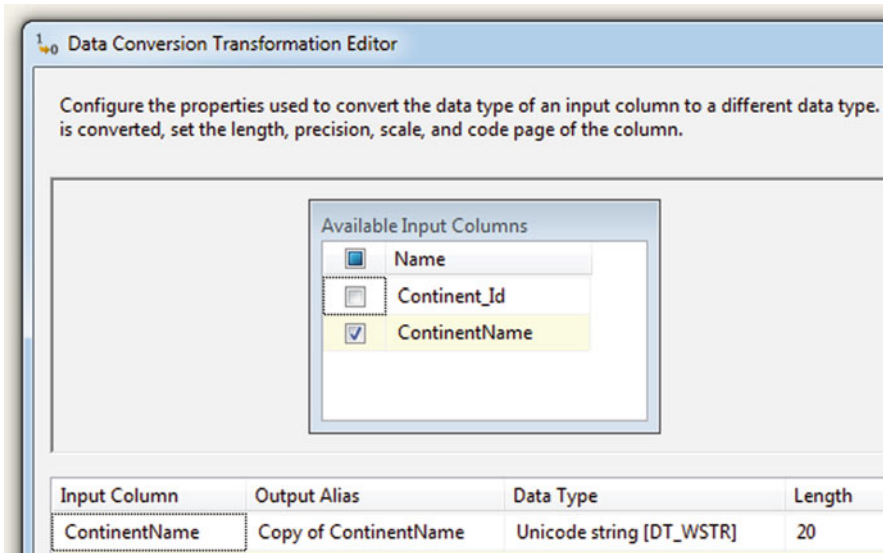 Data Conversion Transformation Editor
Configure the properties used to convert the data type of an input column to a different data type.
is converted, set the length, precision, scale, and code page of the column.
Available Input Columns
Name
Continent_Id
ContinentName
Input Column Output Alias Data Type Length
ContinentName Copy of ContinentName Unicode string [DT_WSTR] 20